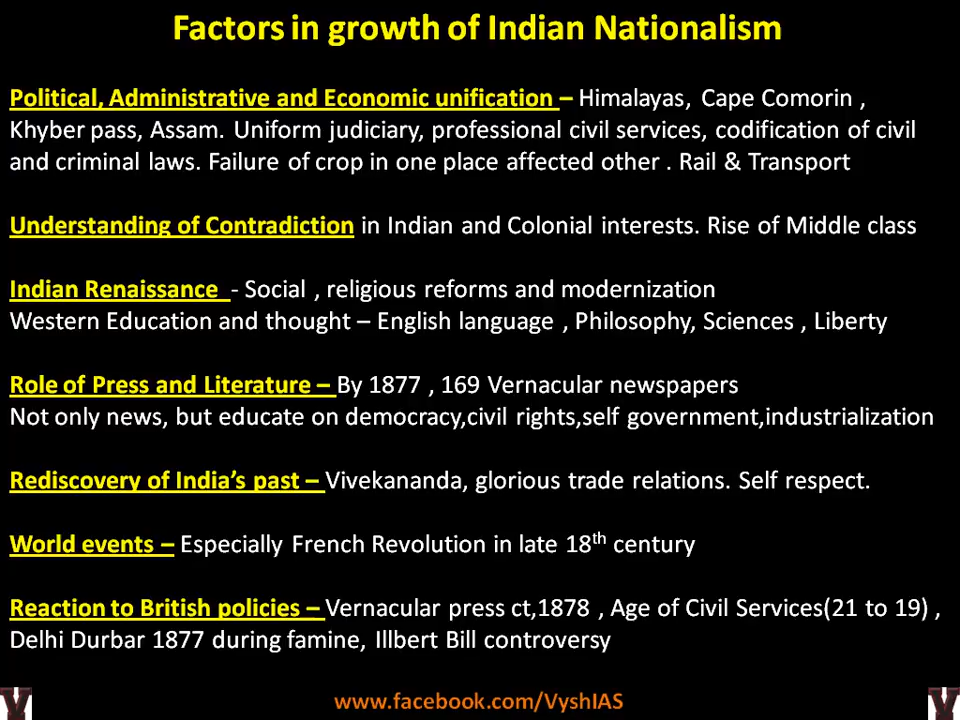 Factors in growth of Indian Nationalism
Political, Administrative and Economic unification – Himalayas, Cape Comorin ,
Khyber pass, Assam. Uniform judiciary, professional civil services, codification of civil
and criminal laws. Failure of crop in one place affected other . Rail & Transport
Understanding of Contradiction in Indian and Colonial interests. Rise of Middle class
Indian Renaissance - Social , religious reforms and modernization
Western Education and thought – English language , Philosophy, Sciences , Liberty
Role of Press and Literature – By 1877 , 169 Vernacular newspapers
Not only news, but educate on democracy,civil rights,self government,industrialization
Rediscovery of India's past – Vivekananda, glorious trade relations. Self respect.
World events – Especially French Revolution in late 18th century
Reaction to British policies – Vernacular press ct,1878 , Age of Civil Services(21 to 19) ,
Delhi Durbar 1877 during famine, Illbert Bill controversy
V www.facebook.com/VyshIAS V